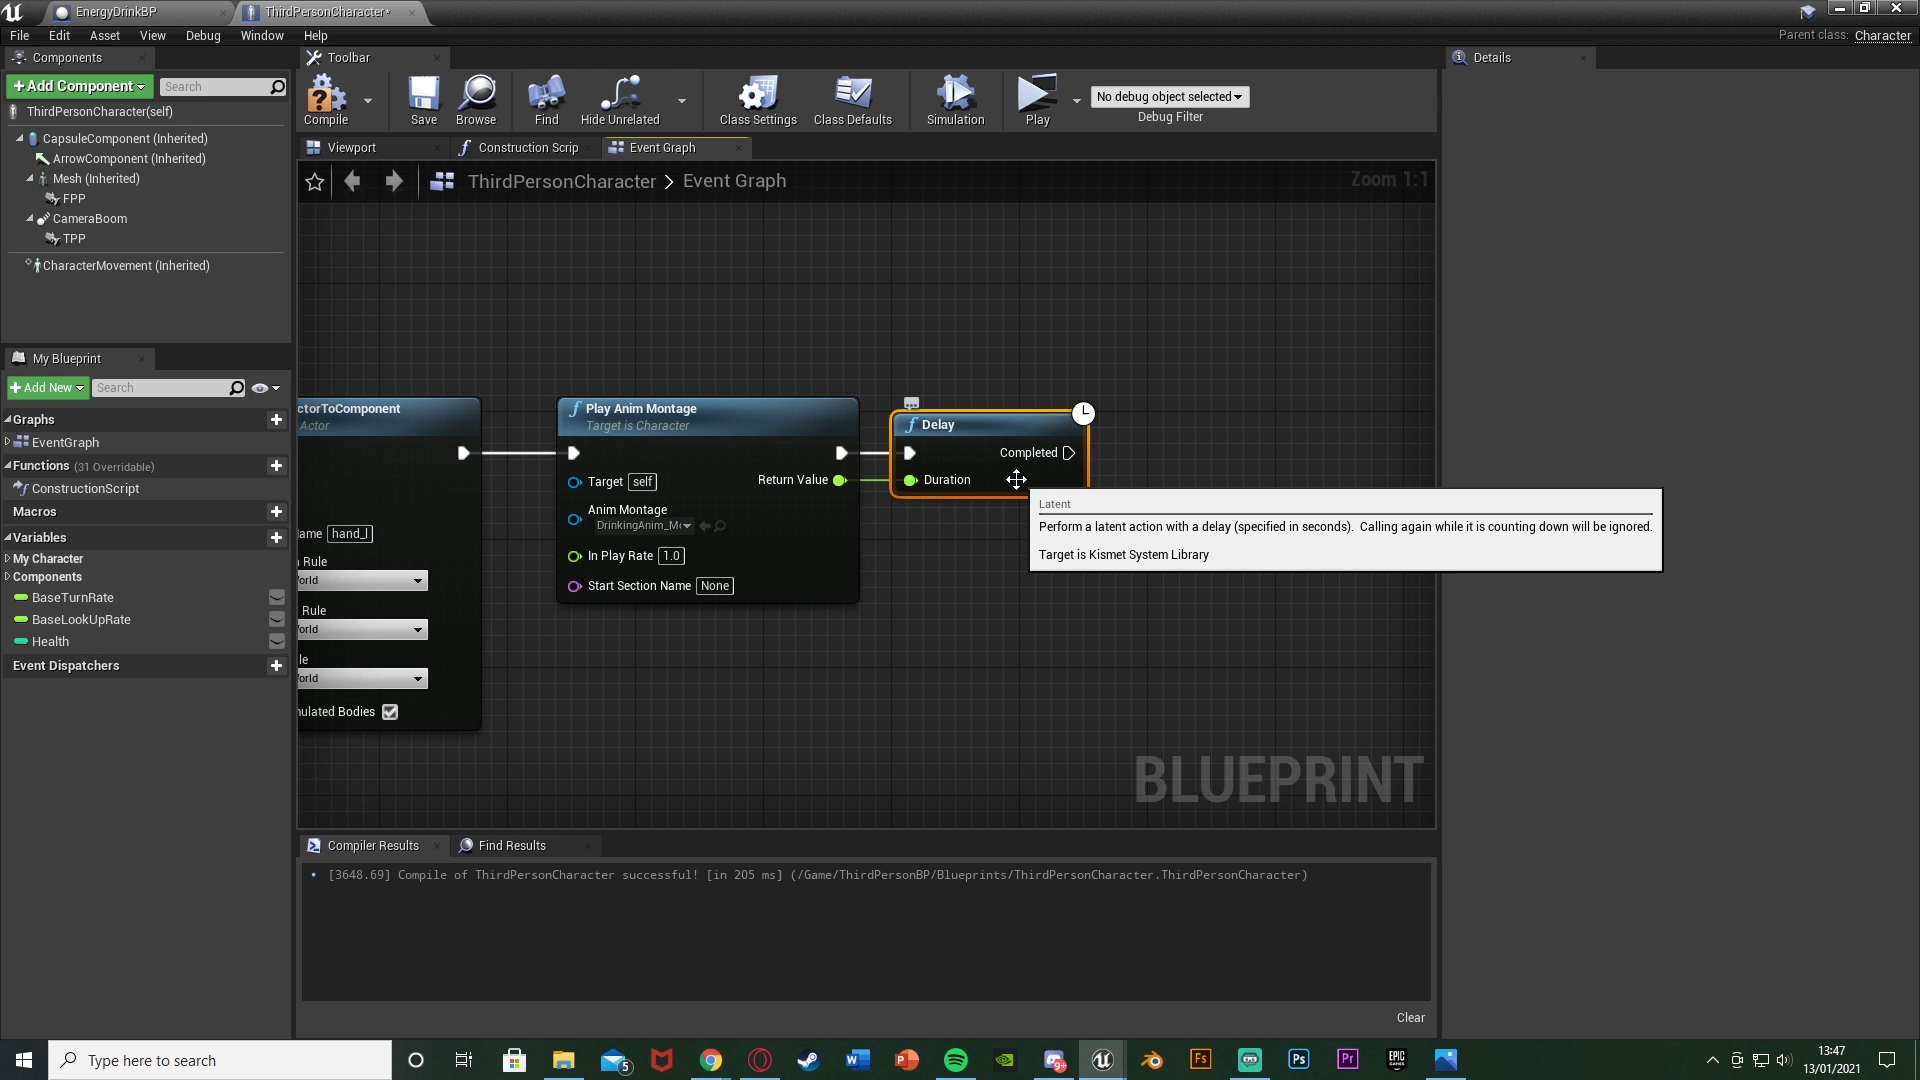 EnergyDrinkBP
ThirdPersonCharacter*
File Edit Asset View Debug Window Help
Parent class: Character
Components
Toolbar
Details
+Add Component
Search
ThirdPersonCharacter(self)
CapsuleComponent (Inherited)
ArrowComponent (Inherited)
Mesh (Inherited)
FPP
CameraBoom
TPP
CharacterMovement (Inherited)
Compile
Save
Browse
Find
Hide Unrelated
Class Settings
Class Defaults
Simulation
Play
No debug object selected
Debug Filter
Viewport
Construction Scrip
Event Graph
ThirdPersonCharacter > Event Graph
Zoom 1:1
My Blueprint
+Add New
Search
Graphs
EventGraph
Functions (31 Overridable)
ConstructionScript
Macros
Variables
My Character
Components
BaseTurnRate
BaseLookUpRate
Health
Event Dispatchers
ctorToComponent
Actor
ame hand_l
n Rule
orld
Rule
orld
le
orld
nulated Bodies
Play Anim Montage
Target is Character
Target self
Return Value
Anim Montage
DrinkingAnim_M
In Play Rate 1.0
Start Section Name None
Delay
Completed
Duration
Latent
Perform a latent action with a delay (specified in seconds). Calling again while it is counting down will be ignored.
Target is Kismet System Library
BLUEPRINT
Compiler Results
Find Results
[3648.69] Compile of ThirdPersonCharacter successful! [in 205 ms] (/Game/ThirdPersonBP/Blueprints/ThirdPersonCharacter.ThirdPersonCharacter)
Clear
Type here to search
5
9+
Fs
Ps
Pr
EPIC GAMES
13:47
13/01/2021